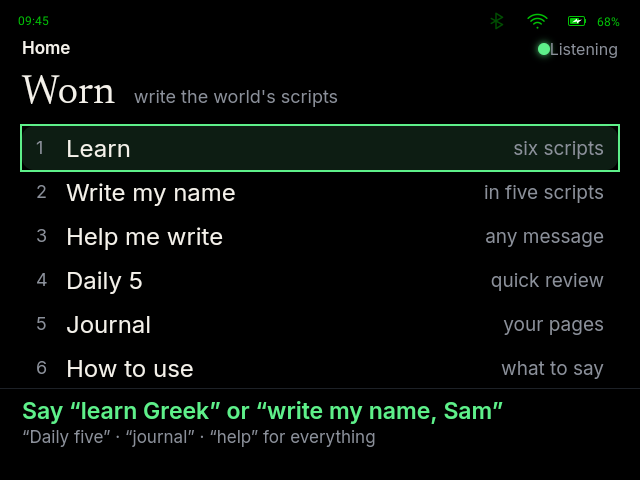 09:45 68%
Home Listening
Worn write the world's scripts
1 Learn six scripts
2 Write my name in five scripts
3 Help me write any message
4 Daily 5 quick review
5 Journal your pages
6 How to use what to say
Say “learn Greek” or “write my name, Sam”
“Daily five” · “journal” · “help” for everything